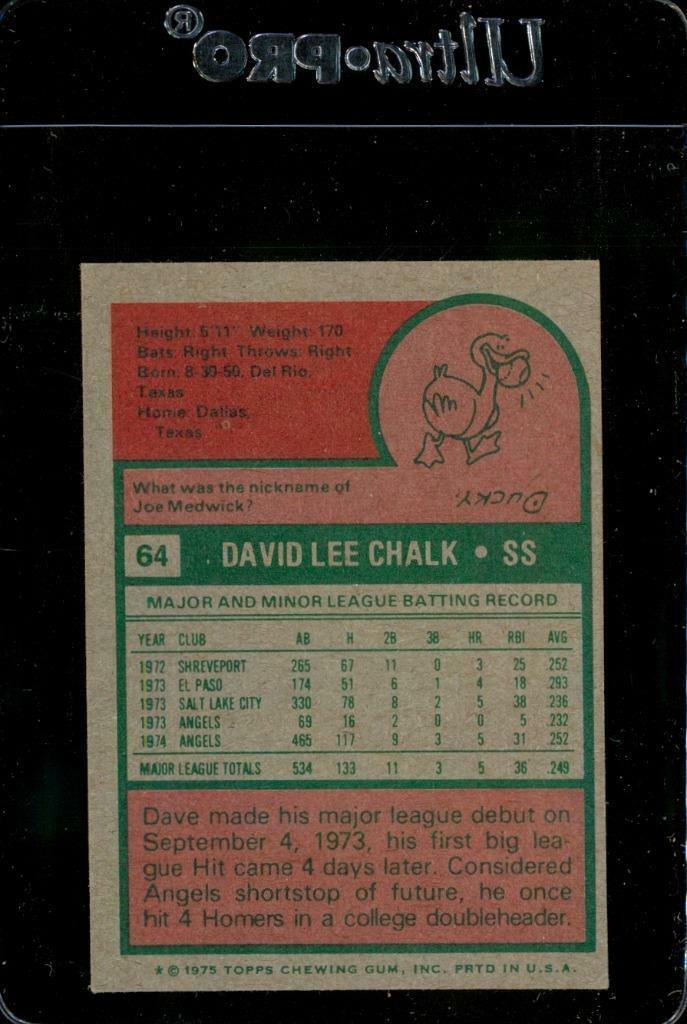 Ultra•PRO®
Height: 5'11" Weight: 170
Bats: Right Throws: Right
Born: 8-30-50, Del Rio,
Texas
Home: Dallas,
Texas
What was the nickname of
Joe Medwick?
DUCKY.
64 DAVID LEE CHALK • SS
MAJOR AND MINOR LEAGUE BATTING RECORD
YEAR CLUB AB H 2B 3B HR RBI AVG
1972 SHREVEPORT 265 67 11 0 3 25 .252
1973 EL PASO 174 51 6 1 4 18 .293
1973 SALT LAKE CITY 330 78 8 2 5 38 .236
1973 ANGELS 69 16 2 0 0 5 .232
1974 ANGELS 465 117 9 3 5 31 .252
MAJOR LEAGUE TOTALS 534 133 11 3 5 36 .249
Dave made his major league debut on
September 4, 1973, his first big lea-
gue Hit came 4 days later. Considered
Angels shortstop of future, he once
hit 4 Homers in a college doubleheader.
* © 1975 TOPPS CHEWING GUM, INC. PRTD IN U.S.A.